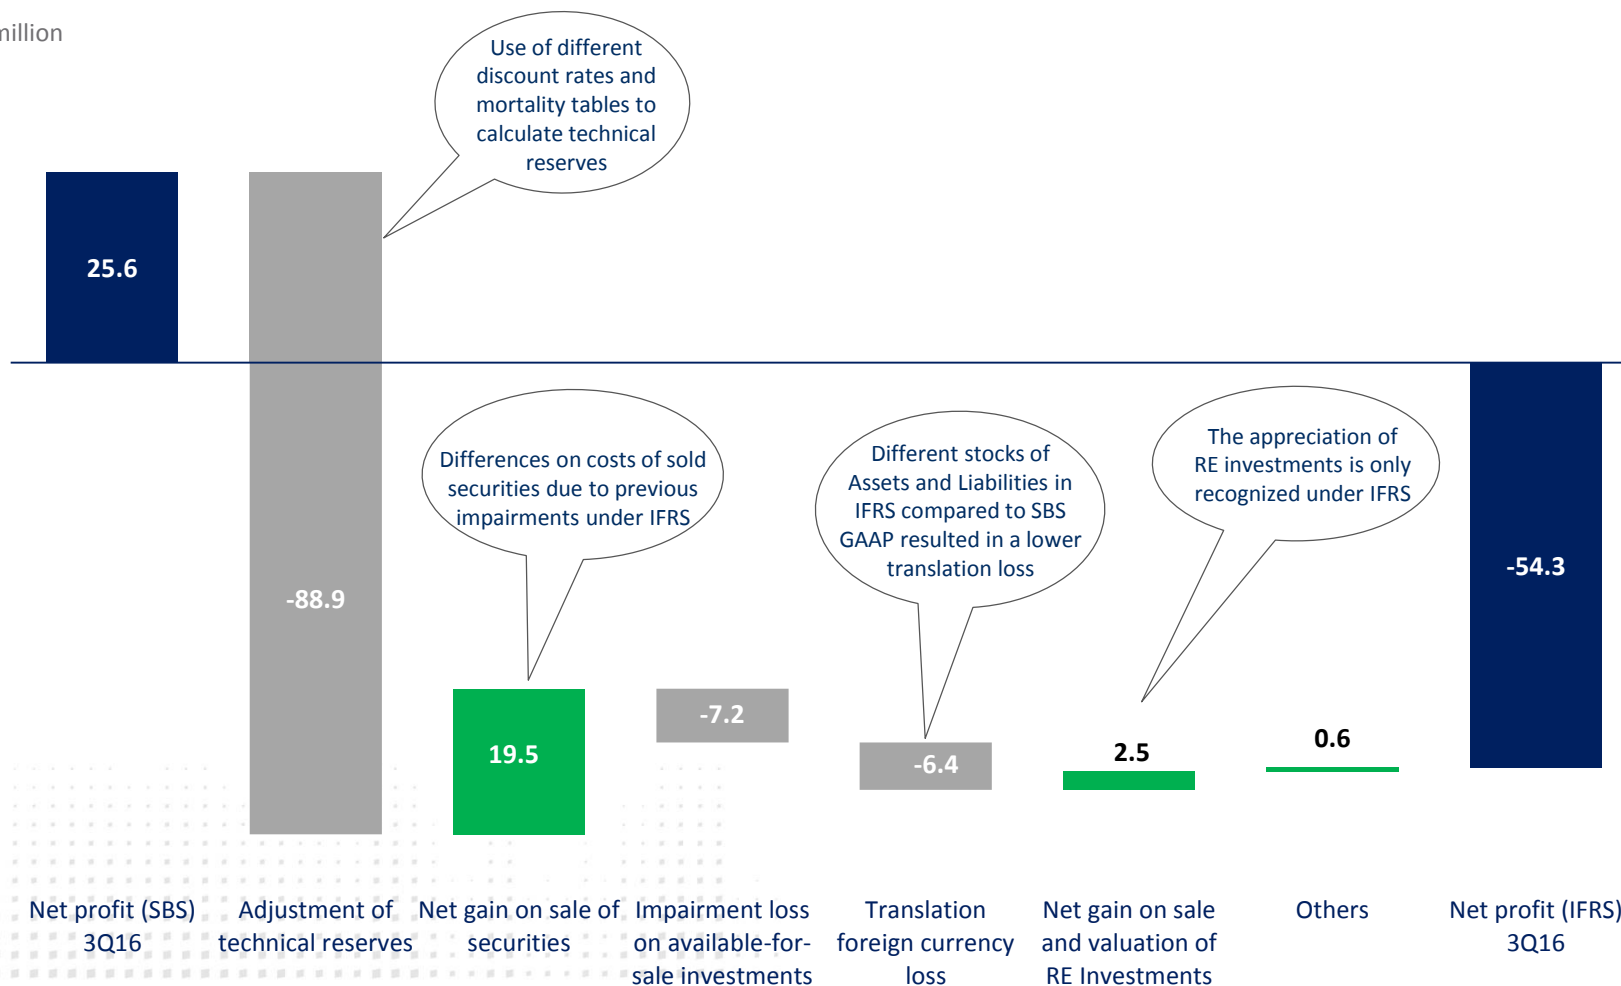 million
Use of different
discount rates and
mortality tables to
calculate technical
reserves
25.6
-88.9
Differences on costs of sold
securities due to previous
impairments under IFRS
Different stocks of
Assets and Liabilities in
IFRS compared to SBS
GAAP resulted in a lower
translation loss
The appreciation of
RE investments is only
recognized under IFRS
-54.3
19.5
-7.2
-6.4
2.5
0.6
Net profit (SBS)
3Q16
Adjustment of
technical reserves
Net gain on sale of
securities
Impairment loss
on available-for-
sale investments
Translation
foreign currency
loss
Net gain on sale
and valuation of
RE Investments
Others
Net profit (IFRS)
3Q16